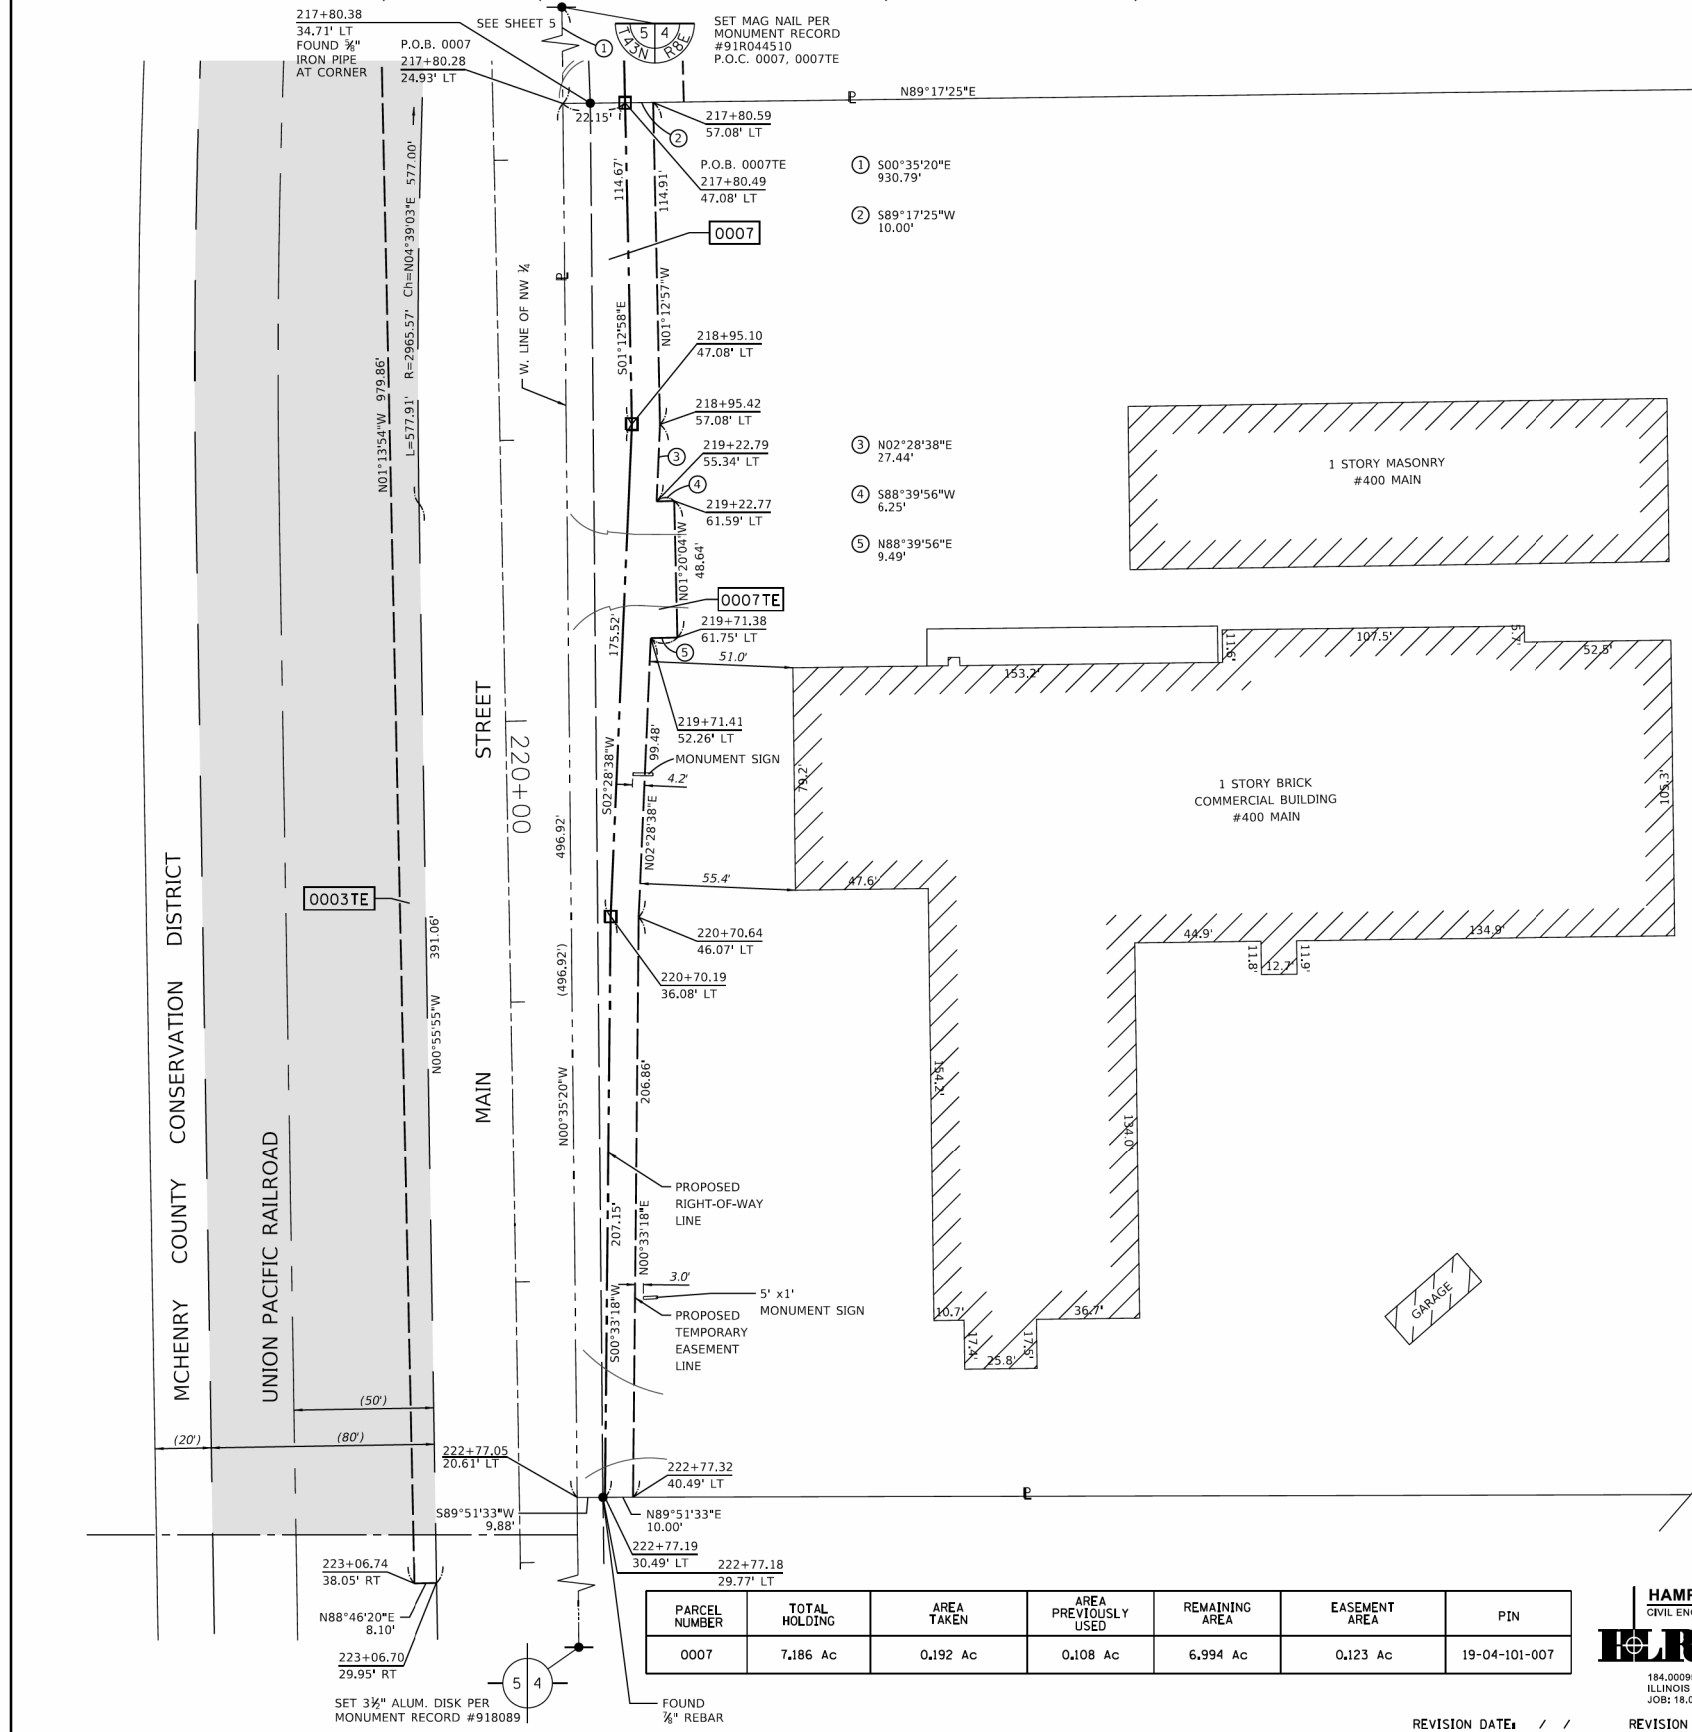 217+80.38
34.71' LT
FOUND ⅝"
IRON PIPE
AT CORNER
P.O.B. 0007
217+80.28
24.93' LT
SEE SHEET 5
1
5 4
T43N R8E
SET MAG NAIL PER
MONUMENT RECORD
#91R044510
P.O.C. 0007, 0007TE
N89°17'25"E
22.15'
2
217+80.59
57.08' LT
P.O.B. 0007TE
217+80.49
47.08' LT
0007
1 S00°35'20"E
930.79'
2 S89°17'25"W
10.00'
114.67'
114.91'
S01°12'58"E
N01°12'57"W
W. LINE OF NW ¼
L=577.91' R=2965.57' Ch=N04°39'03"E 577.00'
N01°13'54"W 979.86'
218+95.10
47.08' LT
218+95.42
57.08' LT
3
219+22.79
55.34' LT
4
219+22.77
61.59' LT
3 N02°28'38"E
27.44'
4 S88°39'56"W
6.25'
5 N88°39'56"E
9.49'
N01°20'04"W
48.64'
0007TE
219+71.38
61.75' LT
5
51.0'
175.52'
219+71.41
52.26' LT
99.48'
MONUMENT SIGN
4.2'
S02°28'38"W
N02°28'38"E
55.4'
220+70.64
46.07' LT
220+70.19
36.08' LT
1 STORY MASONRY
#400 MAIN
153.2'
11.6'
107.5'
5.7'
52.5'
79.2'
1 STORY BRICK
COMMERCIAL BUILDING
#400 MAIN
105.3'
47.6'
44.9'
11.8'
12.7'
11.9'
134.9'
154.2'
134.0'
10.7'
17.4'
25.8'
17.5'
36.7'
GARAGE
MAIN STREET
220+00
496.92'
(496.92')
N00°35'20"W
0003TE
391.06'
N00°55'55"W
MCHENRY COUNTY CONSERVATION DISTRICT
UNION PACIFIC RAILROAD
206.86'
207.15'
N00°33'18"E
S00°33'18"W
PROPOSED
RIGHT-OF-WAY
LINE
3.0'
5' x1'
MONUMENT SIGN
PROPOSED
TEMPORARY
EASEMENT
LINE
(50')
(20')
(80')
222+77.05
20.61' LT
222+77.32
40.49' LT
S89°51'33"W
9.88'
N89°51'33"E
10.00'
222+77.19
30.49' LT
222+77.18
29.77' LT
223+06.74
38.05' RT
N88°46'20"E
8.10'
223+06.70
29.95' RT
5 4
SET 3½" ALUM. DISK PER
MONUMENT RECORD #918089
FOUND
⅞" REBAR
PARCEL NUMBER TOTAL HOLDING AREA TAKEN AREA PREVIOUSLY USED REMAINING AREA EASEMENT AREA PIN
0007 7.186 Ac 0.192 Ac 0.108 Ac 6.994 Ac 0.123 Ac 19-04-101-007
CIVIL
ILLINOIS
REVISION DATE: / /
REVISION